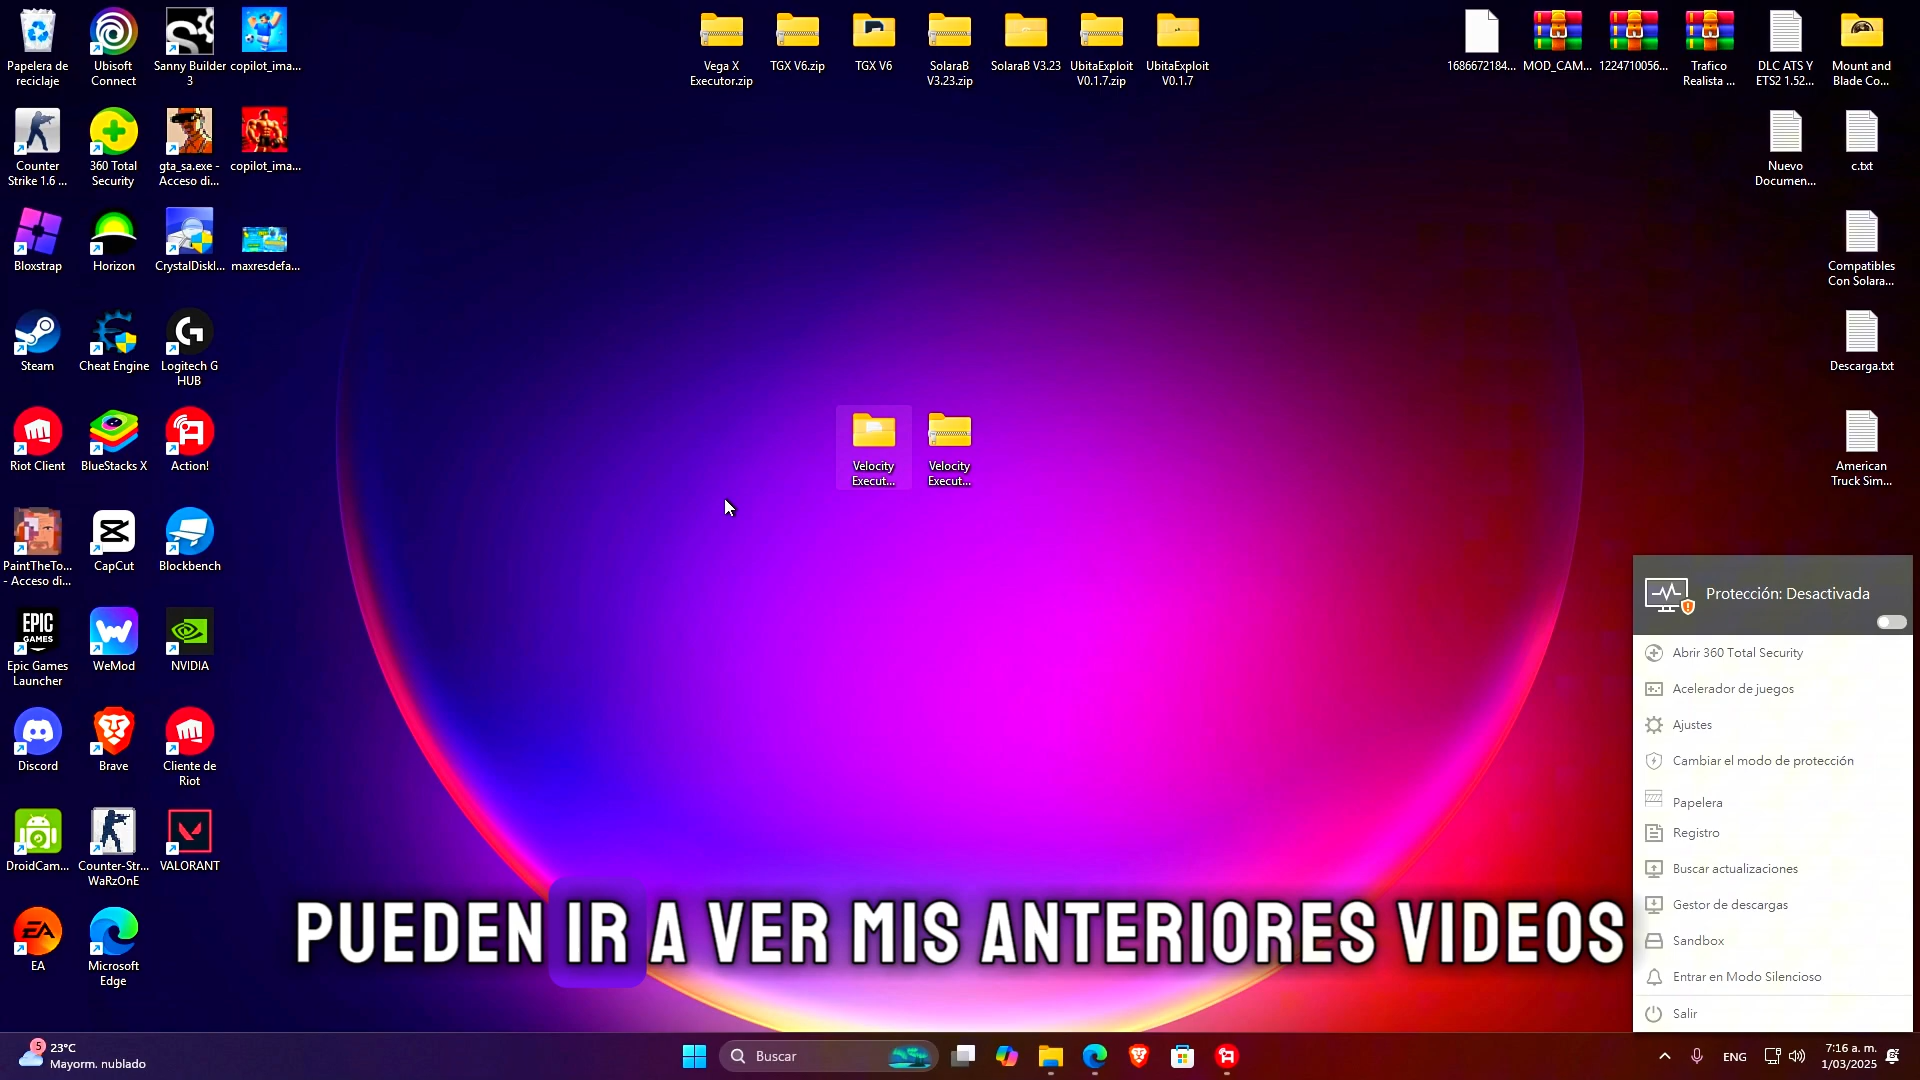 Papelera de
reciclaje
Ubisoft
Connect
Sanny Builder
3
copilot_ima...
Vega X
Executor.zip
TGX V6.zip
TGX V6
SolaraB
V3.23.zip
SolaraB V3.23
UbitaExploit
V0.1.7.zip
UbitaExploit
V0.1.7
1686672184...
MOD_CAM...
1224710056...
Trafico
Realista ...
DLC ATS Y
ETS2 1.52...
Mount and
Blade Co...
Counter
Strike 1.6 ...
360 Total
Security
gta_sa.exe -
Acceso di...
copilot_ima...
Nuevo
Documen...
c.txt
Bloxstrap
Horizon
CrystalDiskI...
maxresdefa...
Compatibles
Con Solara...
Steam
Cheat Engine
Logitech G
HUB
Descarga.txt
Riot Client
BlueStacks X
Action!
Velocity
Execut...
Velocity
Execut...
American
Truck Sim...
PaintTheTo...
- Acceso di...
CapCut
Blockbench
EPIC
GAMES
Epic Games
Launcher
WeMod
NVIDIA
Discord
Brave
Cliente de
Riot
DroidCam...
Counter-Str...
WaRzOnE
VALORANT
EA
EA
Microsoft
Edge
Protección: Desactivada
Abrir 360 Total Security
Acelerador de juegos
Ajustes
Cambiar el modo de protección
Papelera
Registro
Buscar actualizaciones
Gestor de descargas
Sandbox
Entrar en Modo Silencioso
Salir
PUEDEN IR A VER MIS ANTERIORES VIDEOS
5
23°C
Mayorm. nublado
Buscar
ENG
7:16 a. m.
1/03/2025